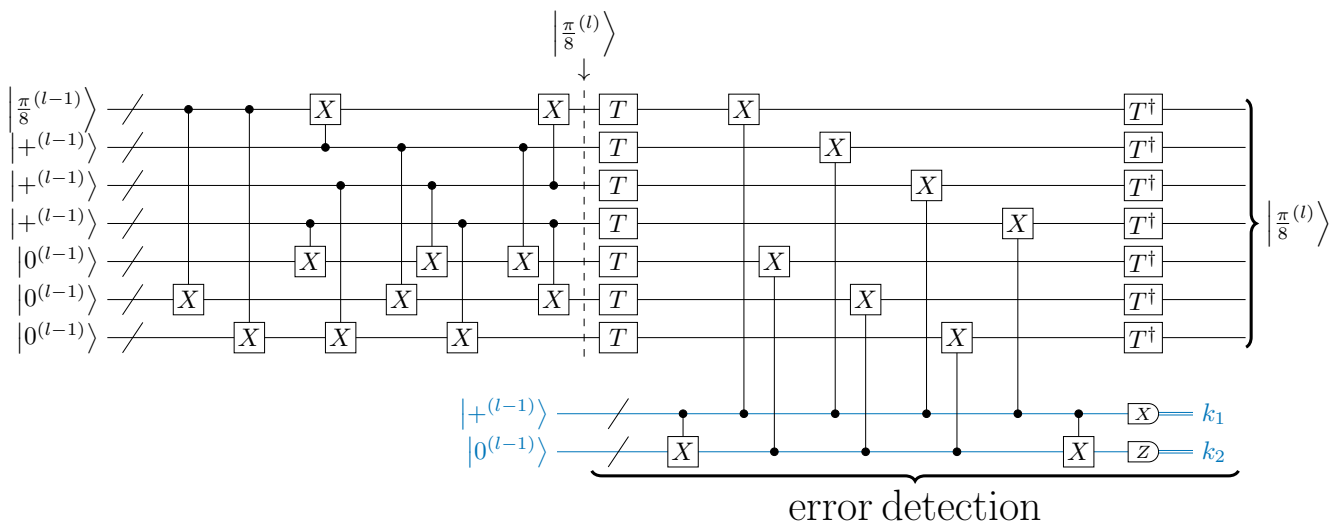 |π/8^(l)⟩
|π/8^(l−1)⟩ X X T X T†
|+^(l−1)⟩ T X T†
|+^(l−1)⟩ T X T†
|+^(l−1)⟩ T X T† |π/8^(l)⟩
|0^(l−1)⟩ X X X T X T†
|0^(l−1)⟩ X X X T X T†
|0^(l−1)⟩ X X X T X T†
|+^(l−1)⟩ X k₁
|0^(l−1)⟩ X X Z k₂
error detection